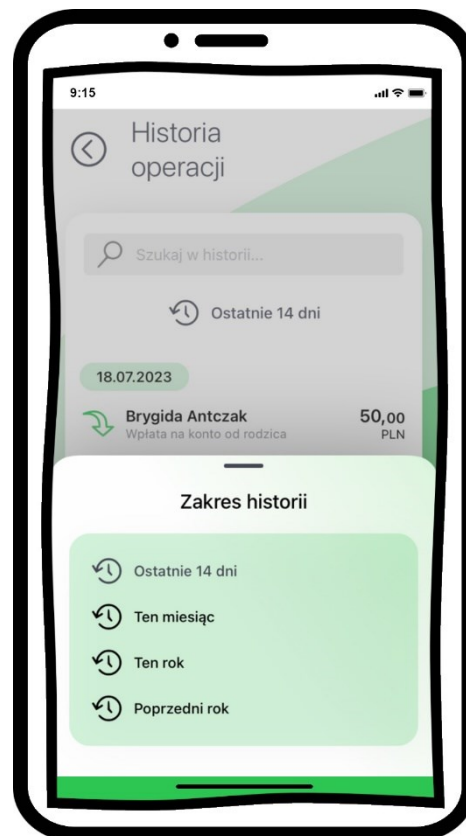 9:15
Historia
operacji
Szukaj w historii...
Ostatnie 14 dni
18.07.2023
Brygida Antczak 50,00
Wpłata na konto od rodzica PLN
Zakres historii
Ostatnie 14 dni
Ten miesiąc
Ten rok
Poprzedni rok